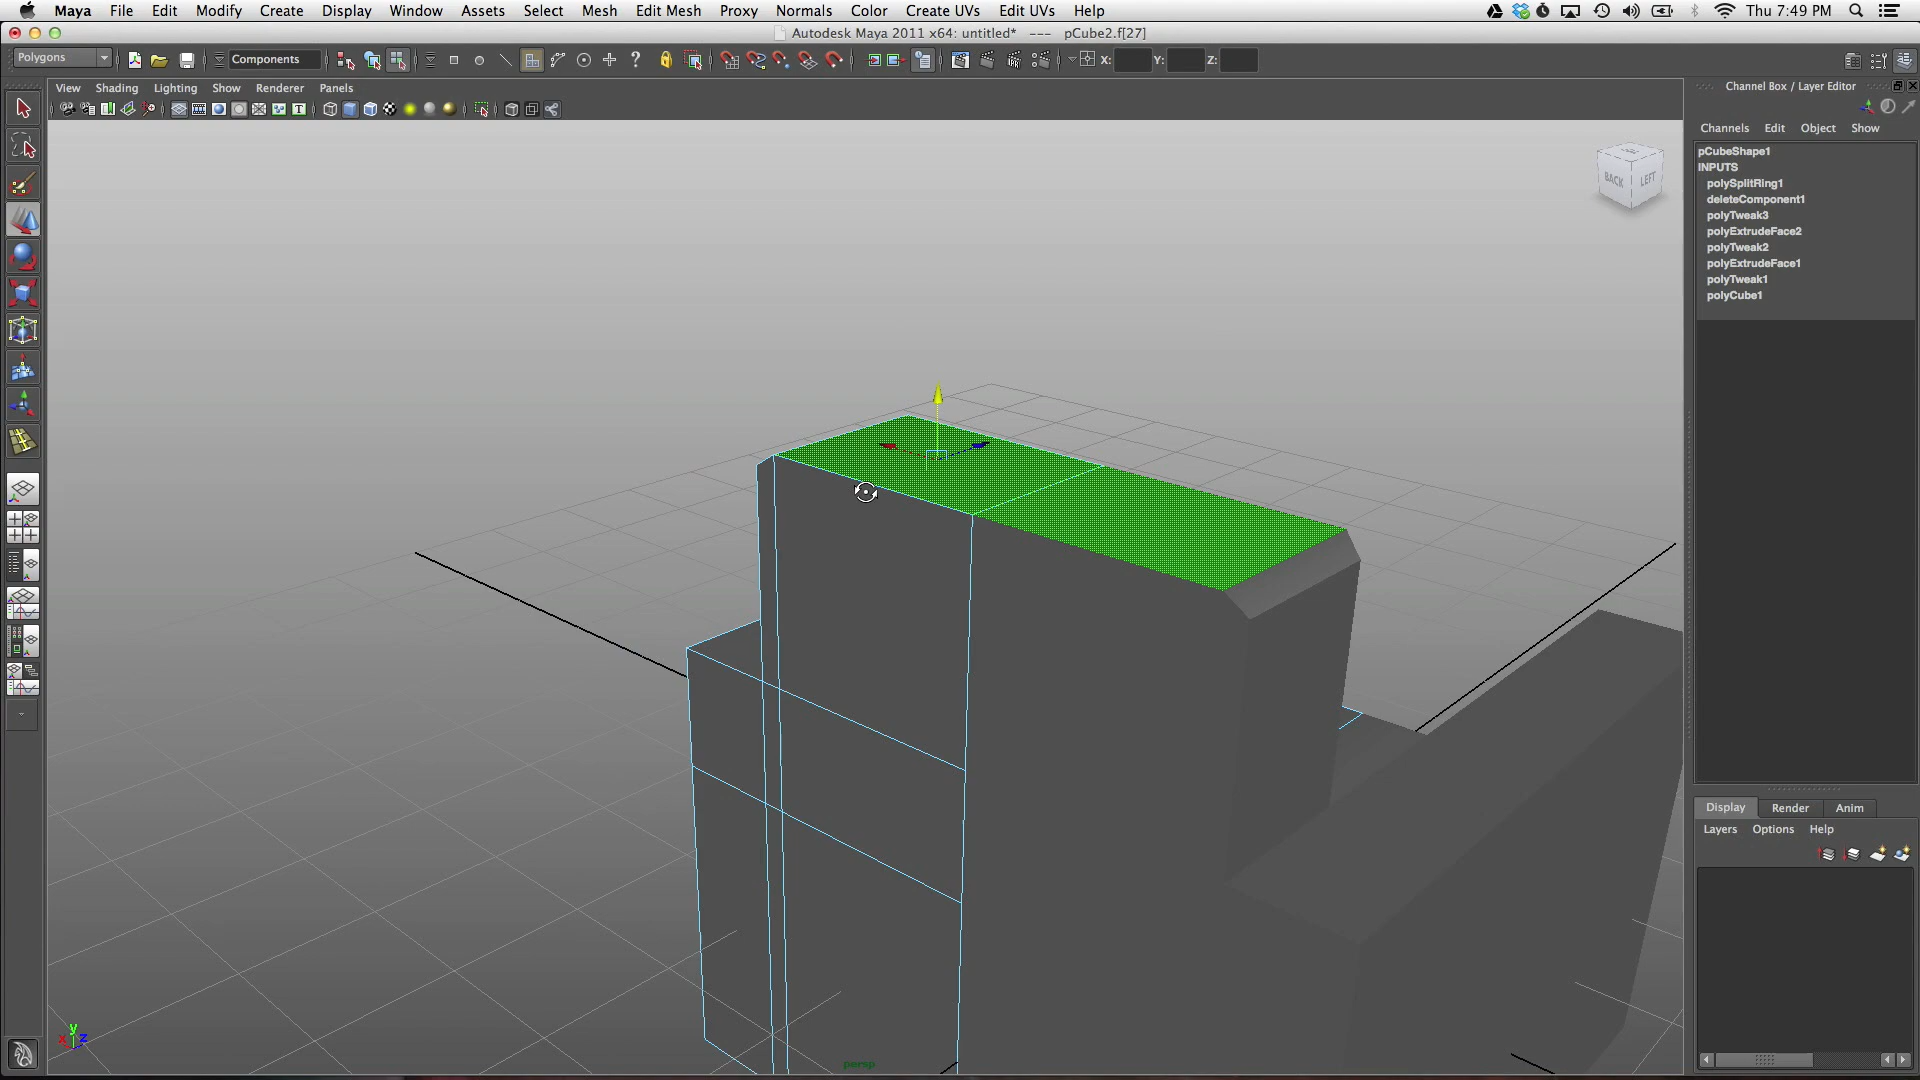 Maya File Edit Modify Create Display Window Assets Select Mesh Edit Mesh Proxy Normals Color Create UVs Edit UVs Help Thu 7:49 PM
Autodesk Maya 2011 x64: untitled* --- pCube2.f[27]
Polygons Components X: Y: Z:
View Shading Lighting Show Renderer Panels
Channel Box / Layer Editor
Channels Edit Object Show
pCubeShape1
INPUTS
polySplitRing1
deleteComponent1
polyTweak3
polyExtrudeFace2
polyTweak2
polyExtrudeFace1
polyTweak1
polyCube1
BACK LEFT
Display Render Anim
Layers Options Help
y
x z
persp